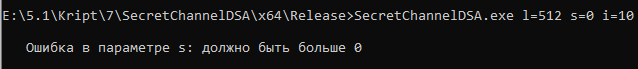 E:\5.1\Kript\7\SecretChannelDSA\x64\Release>SecretChannelDSA.exe l=512 s=0 i=10
Ошибка в параметре s: должно быть больше 0